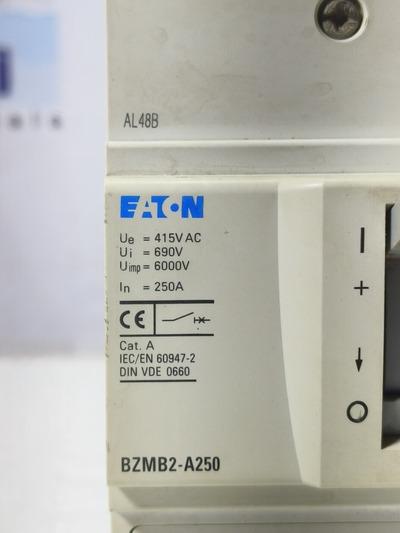 AL48B
EATON
Ue = 415V AC
Ui = 690V
Uimp = 6000V
In = 250A
CE
Cat. A
IEC/EN 60947-2
DIN VDE 0660
BZMB2-A250
I
+
↓
O